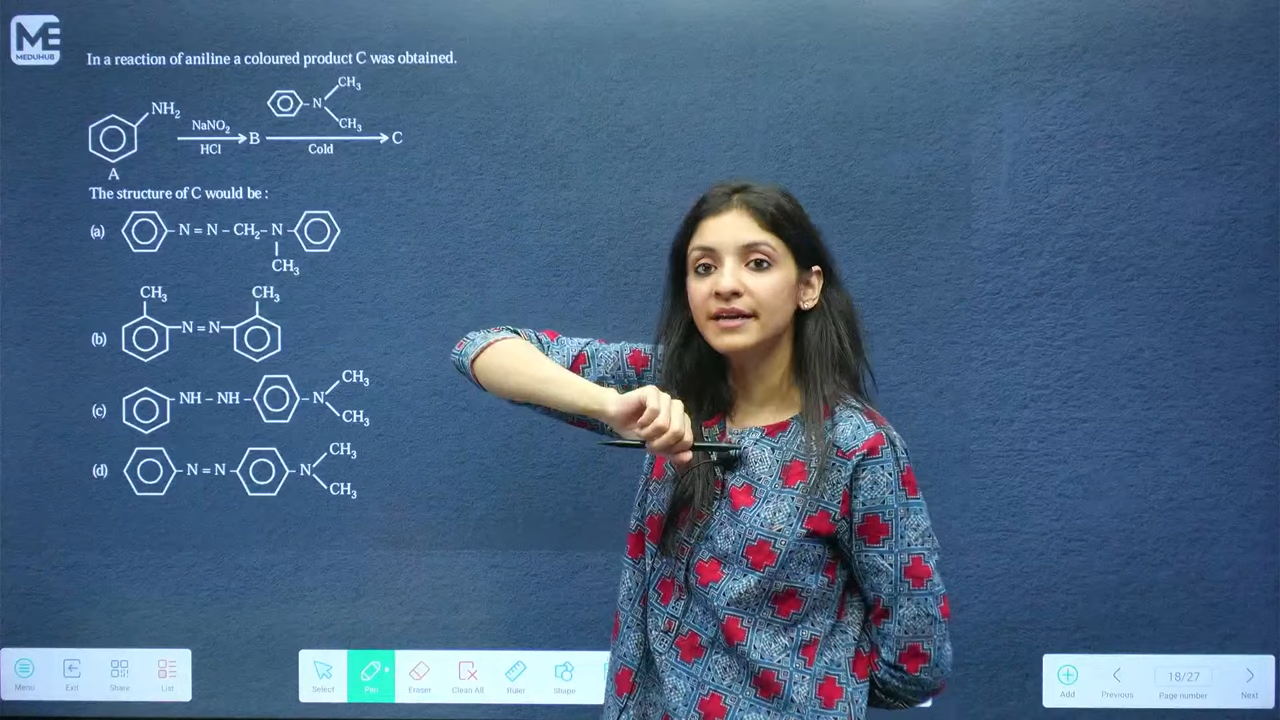 ME
MEDUHUB
In a reaction of aniline a coloured product C was obtained.
NH₂
A
NaNO₂
HCl
B
N
CH₃
CH₃
Cold
C
The structure of C would be :
(a) N = N – CH₂ – N
CH₃
(b) CH₃ CH₃
N = N
(c) NH – NH N CH₃
CH₃
(d) N = N N CH₃
CH₃
Menu
Exit
Share
List
Select
Pen
Eraser
Clean All
Ruler
Shape
Add
Previous
18/27
Page number
Next